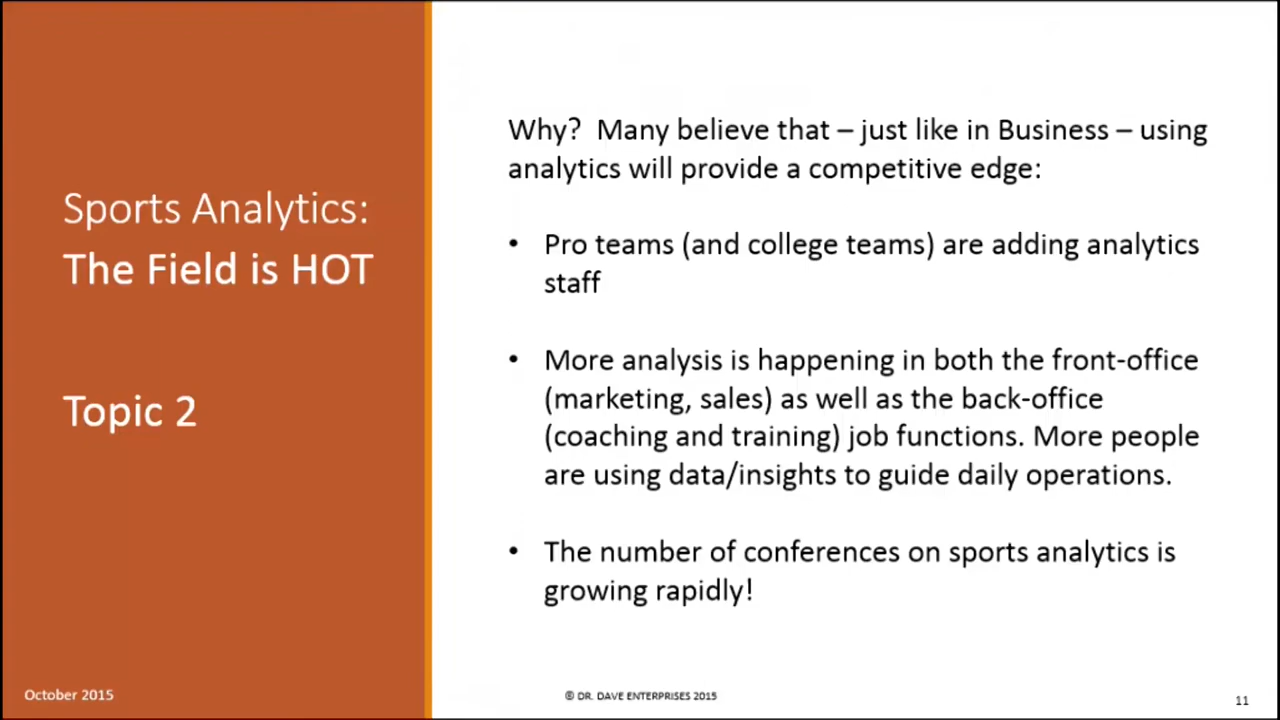 Sports Analytics:
The Field is HOT
Topic 2
Why?  Many believe that – just like in Business – using
analytics will provide a competitive edge:
• Pro teams (and college teams) are adding analytics
staff
• More analysis is happening in both the front-office
(marketing, sales) as well as the back-office
(coaching and training) job functions. More people
are using data/insights to guide daily operations.
• The number of conferences on sports analytics is
growing rapidly!
October 2015
© DR. DAVE ENTERPRISES 2015
11